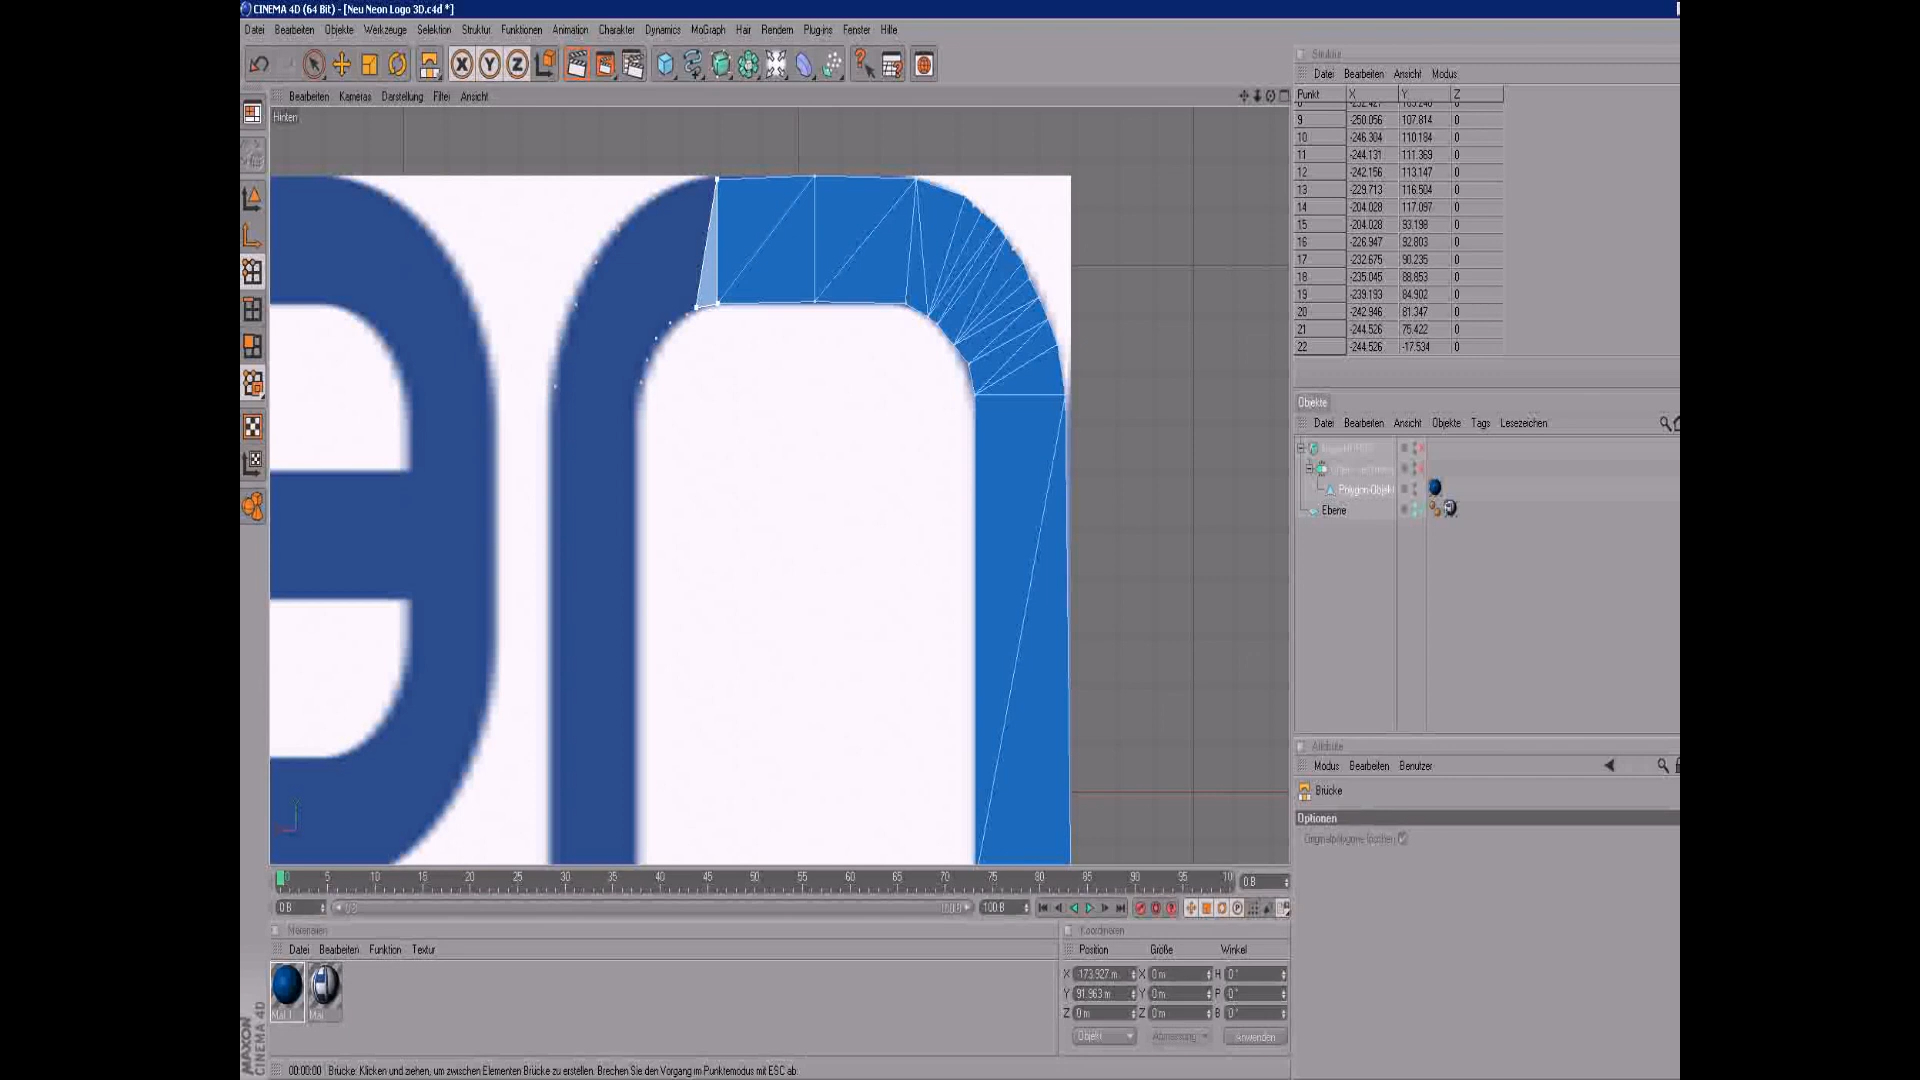 CINEMA 4D (64 Bit) - [Neu Neon Logo 3D.c4d *]
Datei Bearbeiten Objekte Werkzeuge Selektion Struktur Funktionen Animation Charakter Dynamics MoGraph Hair Rendern Plug-ins Fenster Hilfe
Struktur
Datei Bearbeiten Ansicht Modus
Bearbeiten Kameras Darstellung Filter Ansicht
Hinten
Punkt X Y Z
9 -250.056 107.814 0
10 -246.304 110.184 0
11 -244.131 111.369 0
12 -242.156 113.147 0
13 -229.713 116.504 0
14 -204.028 117.097 0
15 -204.028 93.198 0
16 -226.947 92.803 0
17 -232.675 90.235 0
18 -235.045 88.853 0
19 -239.193 84.902 0
20 -242.946 81.347 0
21 -244.526 75.422 0
22 -244.526 -17.534 0
Objekte
Datei Bearbeiten Ansicht Objekte Tags Lesezeichen
Polygon-Objekt
Ebene
Attribute
Modus Bearbeiten Benutzer
Brücke
Optionen
Originalpolygone löschen
0 5 10 15 20 25 30 35 40 45 50 55 60 65 70 75 80 85 90 95 10 0 B
0 B 100 B
Materialien
Datei Bearbeiten Funktion Textur
Mat.1 Mat
Koordinaten
Position Größe Winkel
X -173.927 m X 0 m H 0 °
Y 91.963 m Y 0 m P 0 °
Z 0 m Z 0 m B 0 °
Objekt Abmessung Anwenden
MAXON CINEMA 4D
00:00:00 Brücke: Klicken und ziehen, um zwischen Elementen Brücke zu erstellen. Brechen Sie den Vorgang im Punktemodus mit ESC ab.